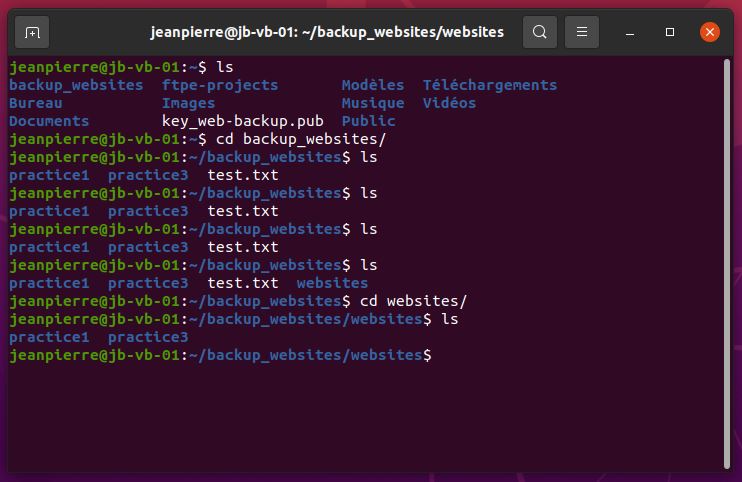 jeanpierre@jb-vb-01: ~/backup_websites/websites
jeanpierre@jb-vb-01:~$ ls
backup_websites  ftpe-projects       Modèles  Téléchargements
Bureau           Images              Musique  Vidéos
Documents        key_web-backup.pub  Public
jeanpierre@jb-vb-01:~$ cd backup_websites/
jeanpierre@jb-vb-01:~/backup_websites$ ls
practice1  practice3  test.txt
jeanpierre@jb-vb-01:~/backup_websites$ ls
practice1  practice3  test.txt
jeanpierre@jb-vb-01:~/backup_websites$ ls
practice1  practice3  test.txt
jeanpierre@jb-vb-01:~/backup_websites$ ls
practice1  practice3  test.txt  websites
jeanpierre@jb-vb-01:~/backup_websites$ cd websites/
jeanpierre@jb-vb-01:~/backup_websites/websites$ ls
practice1  practice3
jeanpierre@jb-vb-01:~/backup_websites/websites$